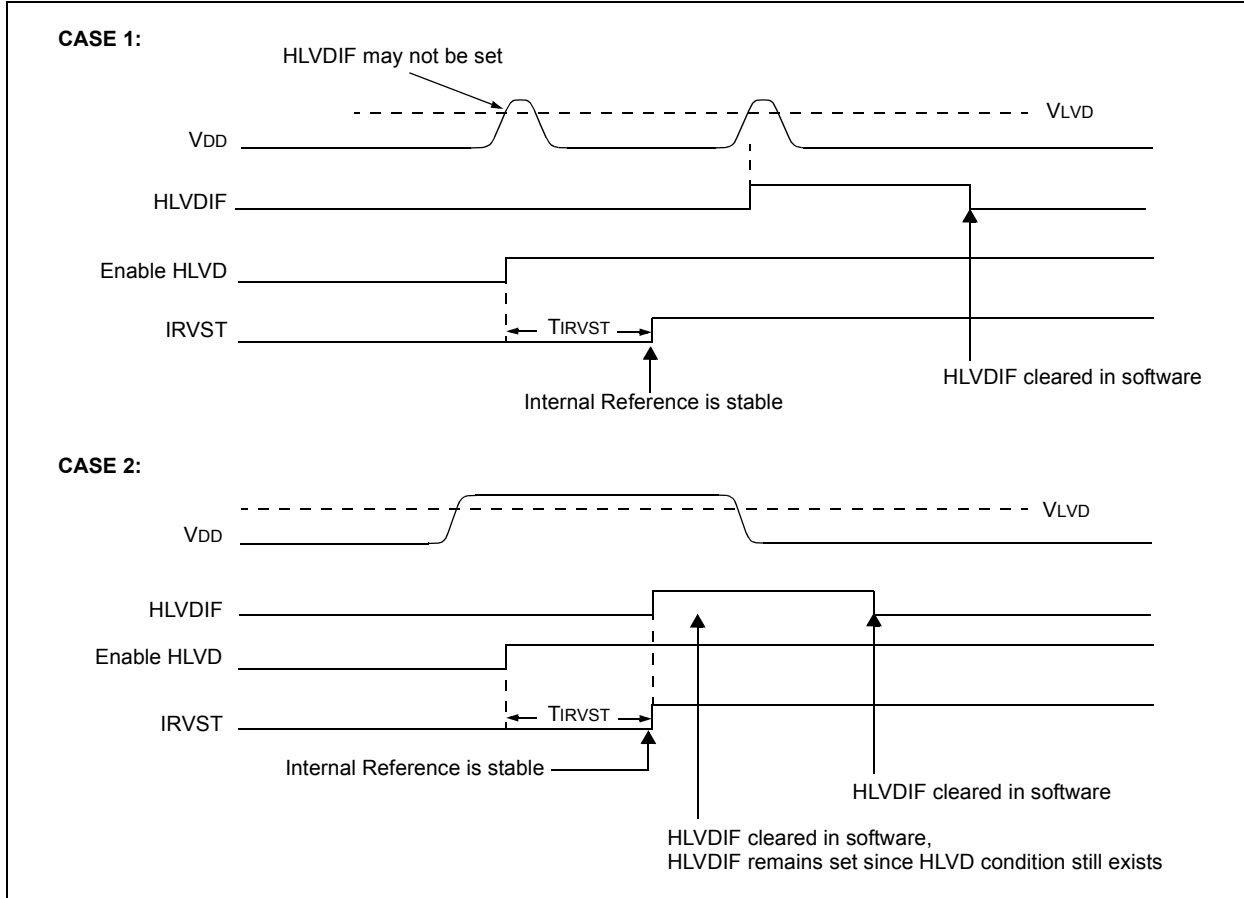 CASE 1:
HLVDIF may not be set
VLVD
VDD
HLVDIF
Enable HLVD
IRVST
TIRVST
HLVDIF cleared in software
Internal Reference is stable
CASE 2:
VLVD
VDD
HLVDIF
Enable HLVD
TIRVST
IRVST
Internal Reference is stable
HLVDIF cleared in software
HLVDIF cleared in software,
HLVDIF remains set since HLVD condition still exists